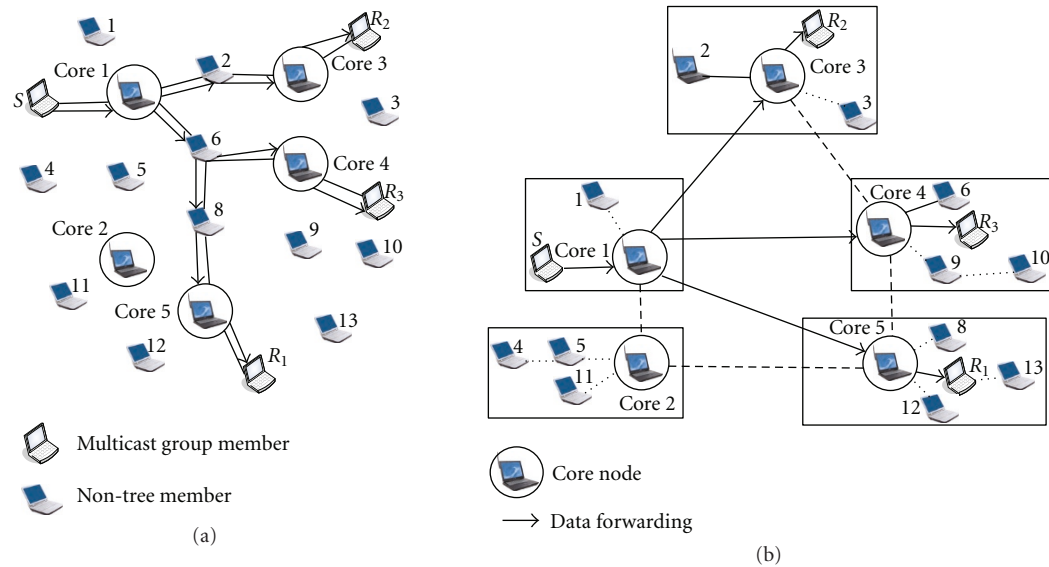 1
R2
Core 1
2
Core 3
S
3
6
4
5
Core 4
R3
8
Core 2
9
10
11
Core 5
13
12
R1
Multicast group member
Non-tree member
(a)
R2
2
Core 3
3
1
Core 4
6
S
Core 1
R3
9
10
4
5
Core 5
8
11
R1
13
Core 2
12
Core node
Data forwarding
(b)